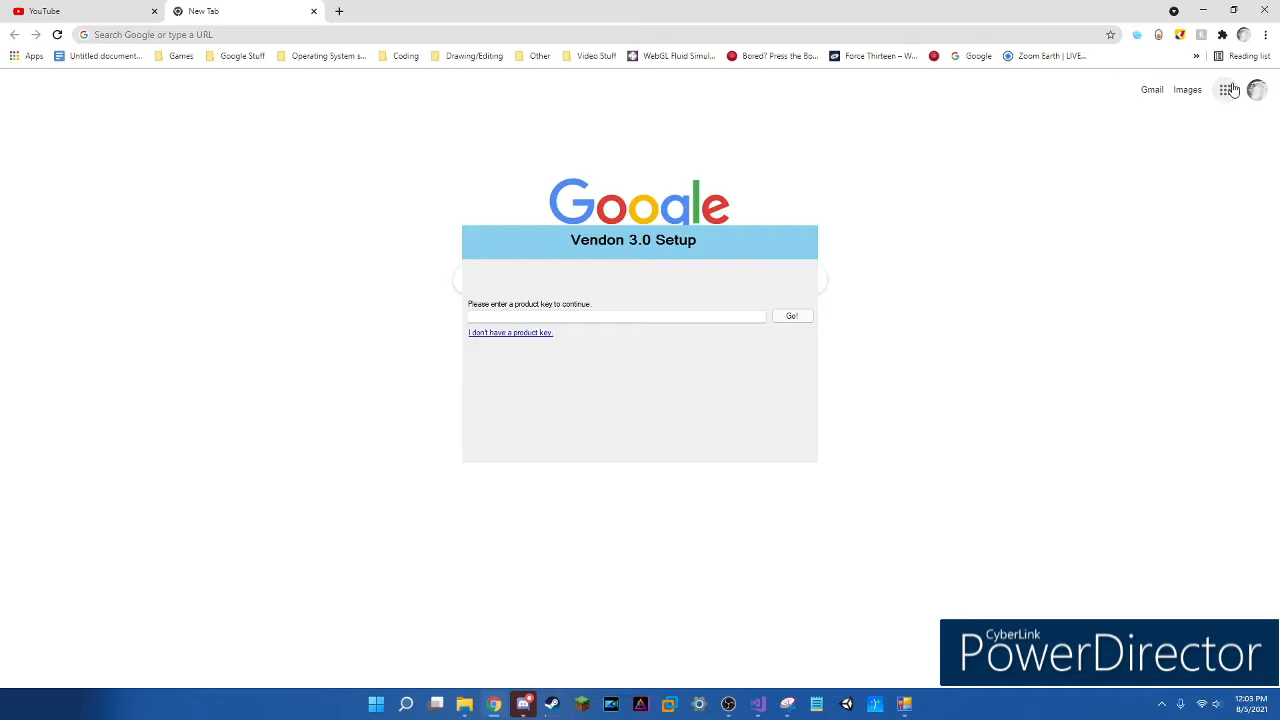 YouTube
New Tab
Search Google or type a URL
Apps
Untitled document...
Games
Google Stuff
Operating System s...
Coding
Drawing/Editing
Other
Video Stuff
WebGL Fluid Simul...
Bored? Press the Bo...
Force Thirteen – W...
Google
Zoom Earth | LIVE...
»
Reading list
Gmail
Images
Google
Vendon 3.0 Setup
Please enter a product key to continue.
Go!
I don't have a product key.
CyberLink
PowerDirector
12:03 PM
8/5/2021